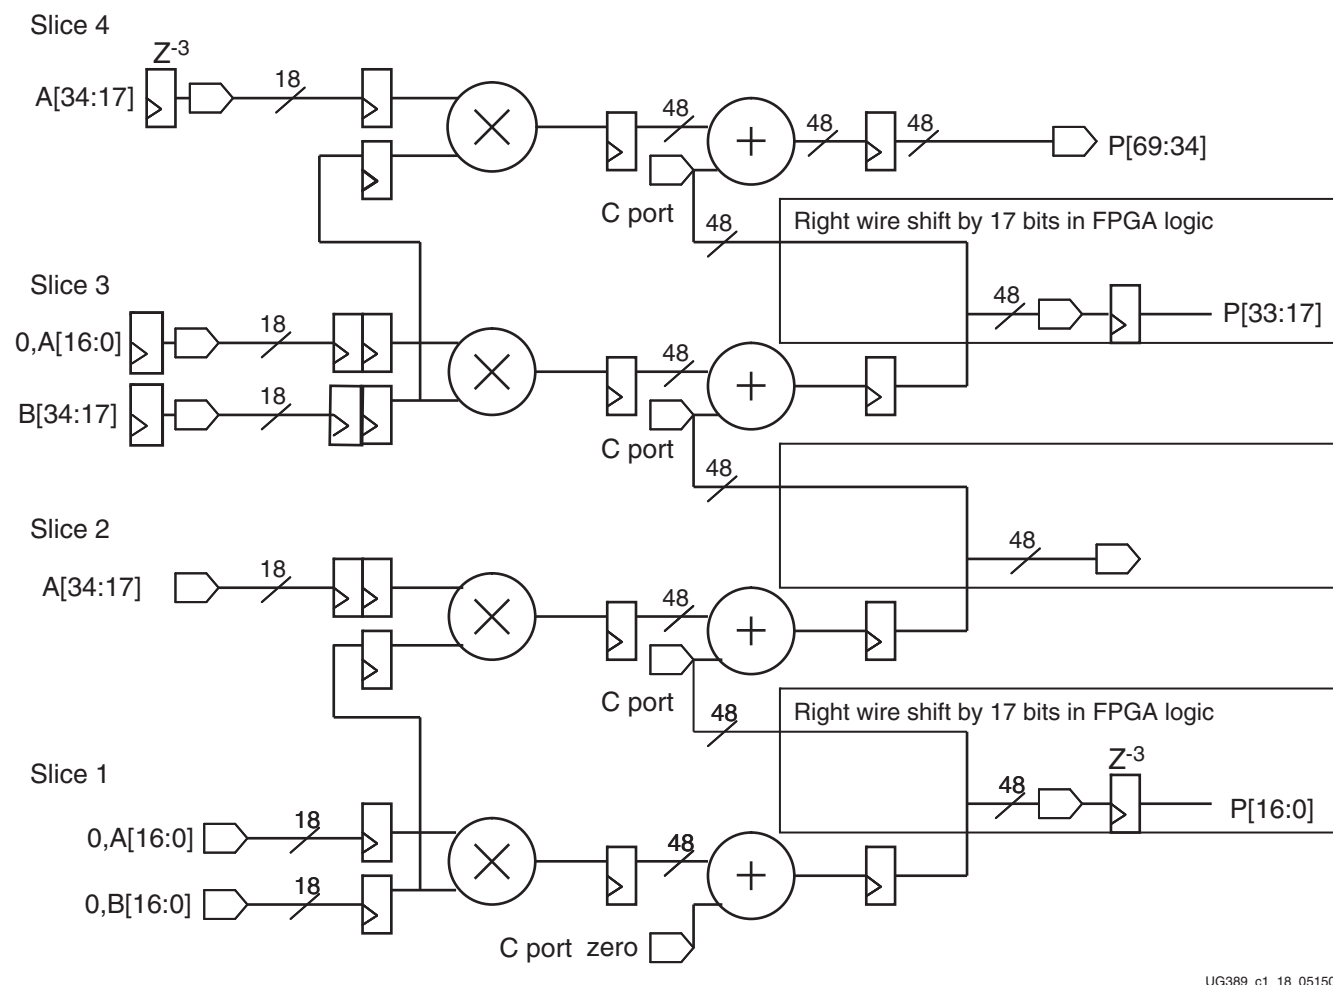 Slice 4
Z-3
A[34:17]
18
48
48
48
P[69:34]
C port
48
Right wire shift by 17 bits in FPGA logic
Slice 3
0,A[16:0]
18
48
P[33:17]
B[34:17]
18
48
C port
48
Slice 2
A[34:17]
18
48
48
C port
48
Right wire shift by 17 bits in FPGA logic
Slice 1
Z-3
0,A[16:0]
18
48
48
P[16:0]
0,B[16:0]
18
C port zero
UG389_c1_18_05150